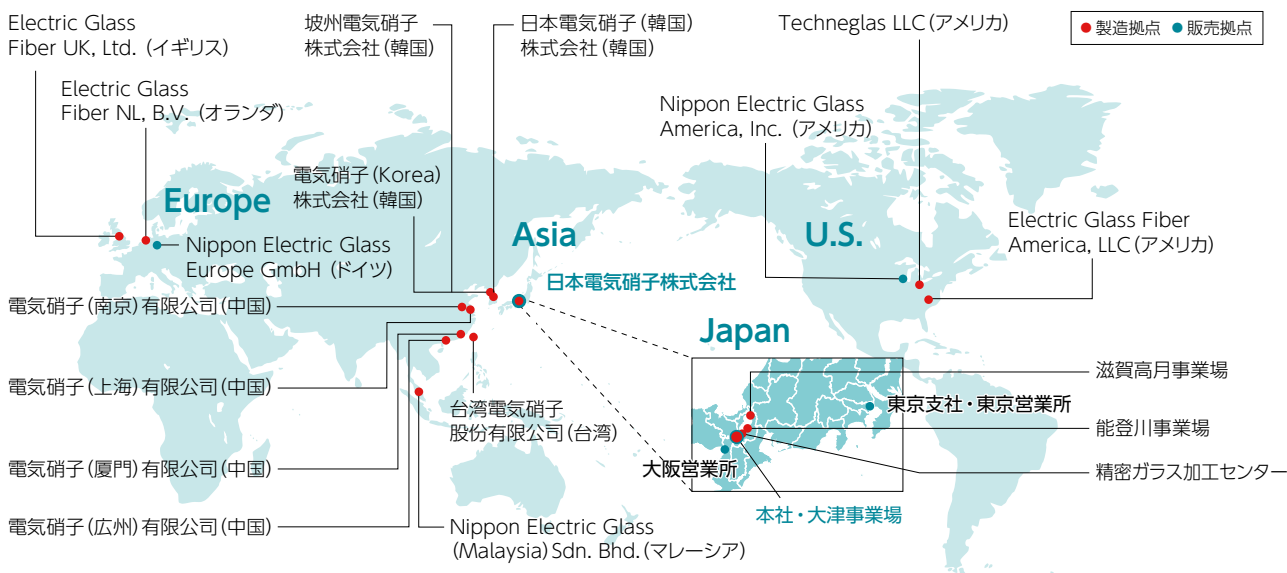 Electric Glass
Fiber UK, Ltd. (イギリス)
坡州電気硝子
株式会社(韓国)
日本電気硝子(韓国)
株式会社(韓国)
Techneglas LLC(アメリカ)
● 製造拠点 ● 販売拠点
Electric Glass
Fiber NL, B.V. (オランダ)
Nippon Electric Glass
America, Inc. (アメリカ)
電気硝子(Korea)
株式会社(韓国)
Europe
Asia
U.S.
Electric Glass Fiber
America, LLC(アメリカ)
Nippon Electric Glass
Europe GmbH (ドイツ)
日本電気硝子株式会社
電気硝子(南京)有限公司(中国)
Japan
電気硝子(上海)有限公司(中国)
滋賀高月事業場
台湾電気硝子
股份有限公司(台湾)
東京支社・東京営業所
能登川事業場
電気硝子(厦門)有限公司(中国)
大阪営業所
精密ガラス加工センター
本社・大津事業場
電気硝子(広州)有限公司(中国)
Nippon Electric Glass
(Malaysia) Sdn. Bhd.(マレーシア)